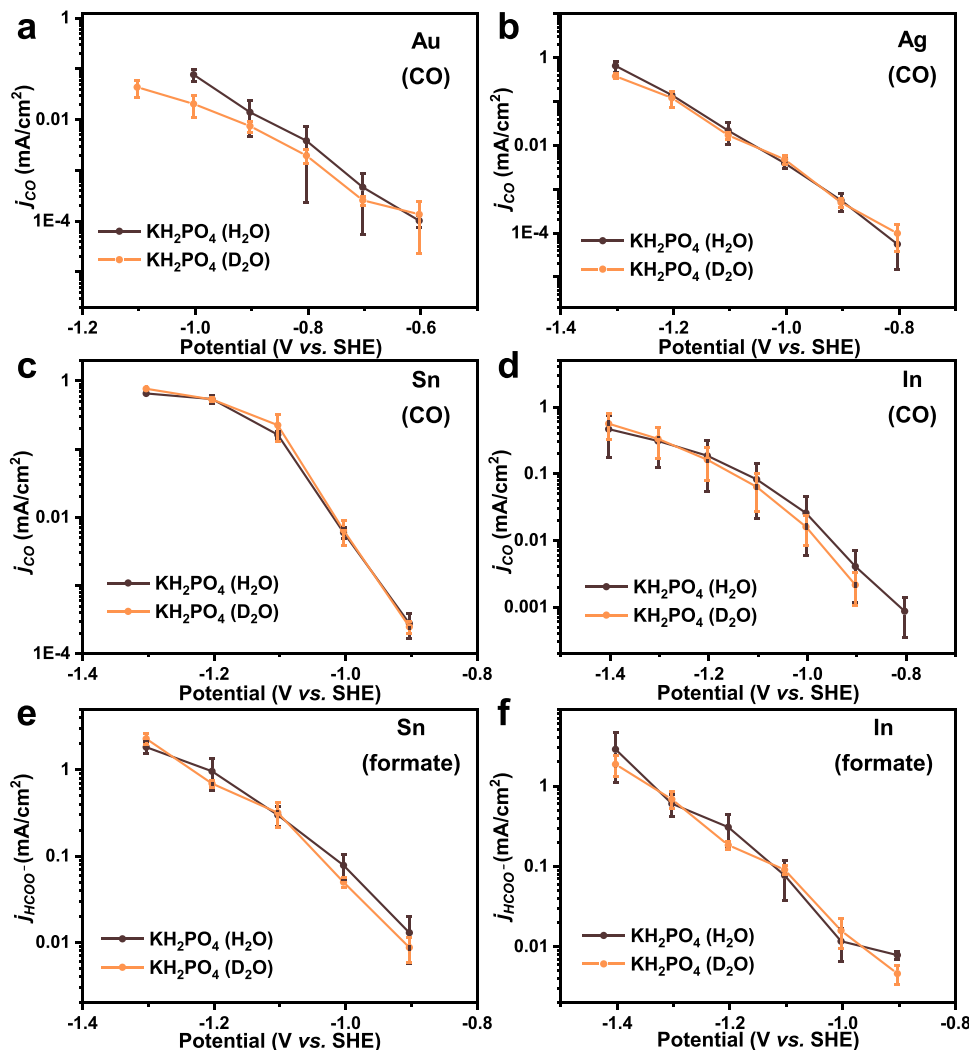 a
Au
(CO)
1
0.01
1E-4
j_CO (mA/cm²)
KH₂PO₄ (H₂O)
KH₂PO₄ (D₂O)
-1.2 -1.0 -0.8 -0.6
Potential (V vs. SHE)
b
Ag
(CO)
1
0.01
1E-4
j_CO (mA/cm²)
KH₂PO₄ (H₂O)
KH₂PO₄ (D₂O)
-1.4 -1.2 -1.0 -0.8
Potential (V vs. SHE)
c
Sn
(CO)
1
0.01
1E-4
j_CO (mA/cm²)
KH₂PO₄ (H₂O)
KH₂PO₄ (D₂O)
-1.4 -1.2 -1.0 -0.8
Potential (V vs. SHE)
d
In
(CO)
1
0.1
0.01
0.001
j_CO (mA/cm²)
KH₂PO₄ (H₂O)
KH₂PO₄ (D₂O)
-1.4 -1.2 -1.0 -0.8
Potential (V vs. SHE)
e
Sn
(formate)
1
0.1
0.01
j_HCOO⁻ (mA/cm²)
KH₂PO₄ (H₂O)
KH₂PO₄ (D₂O)
-1.4 -1.2 -1.0 -0.8
Potential (V vs. SHE)
f
In
(formate)
1
0.1
0.01
j_HCOO⁻ (mA/cm²)
KH₂PO₄ (H₂O)
KH₂PO₄ (D₂O)
-1.4 -1.2 -1.0 -0.8
Potential (V vs. SHE)